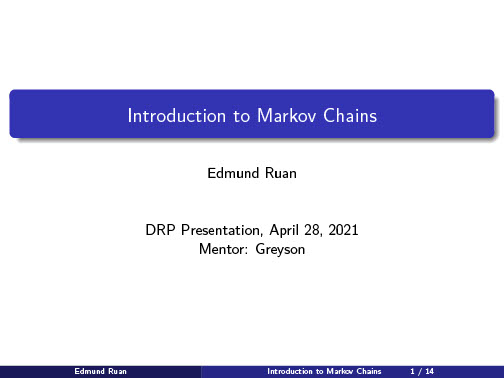 Introduction to Markov Chains
Edmund Ruan
DRP Presentation, April 28, 2021
Mentor: Greyson
Edmund Ruan
Introduction to Markov Chains
1 / 14